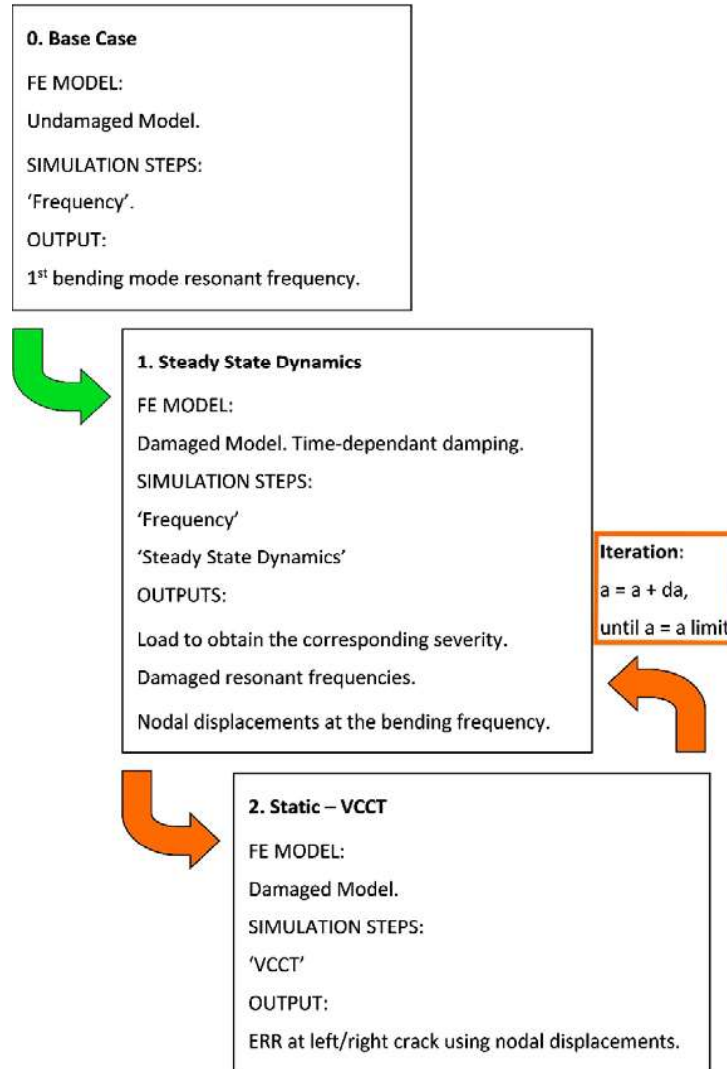 0. Base Case
FE MODEL:
Undamaged Model.
SIMULATION STEPS:
‘Frequency’.
OUTPUT:
1st bending mode resonant frequency.
1. Steady State Dynamics
FE MODEL:
Damaged Model. Time-dependant damping.
SIMULATION STEPS:
‘Frequency’
‘Steady State Dynamics’
OUTPUTS:
Load to obtain the corresponding severity.
Damaged resonant frequencies.
Nodal displacements at the bending frequency.
Iteration:
a = a + da,
until a = a limit
2. Static – VCCT
FE MODEL:
Damaged Model.
SIMULATION STEPS:
‘VCCT’
OUTPUT:
ERR at left/right crack using nodal displacements.